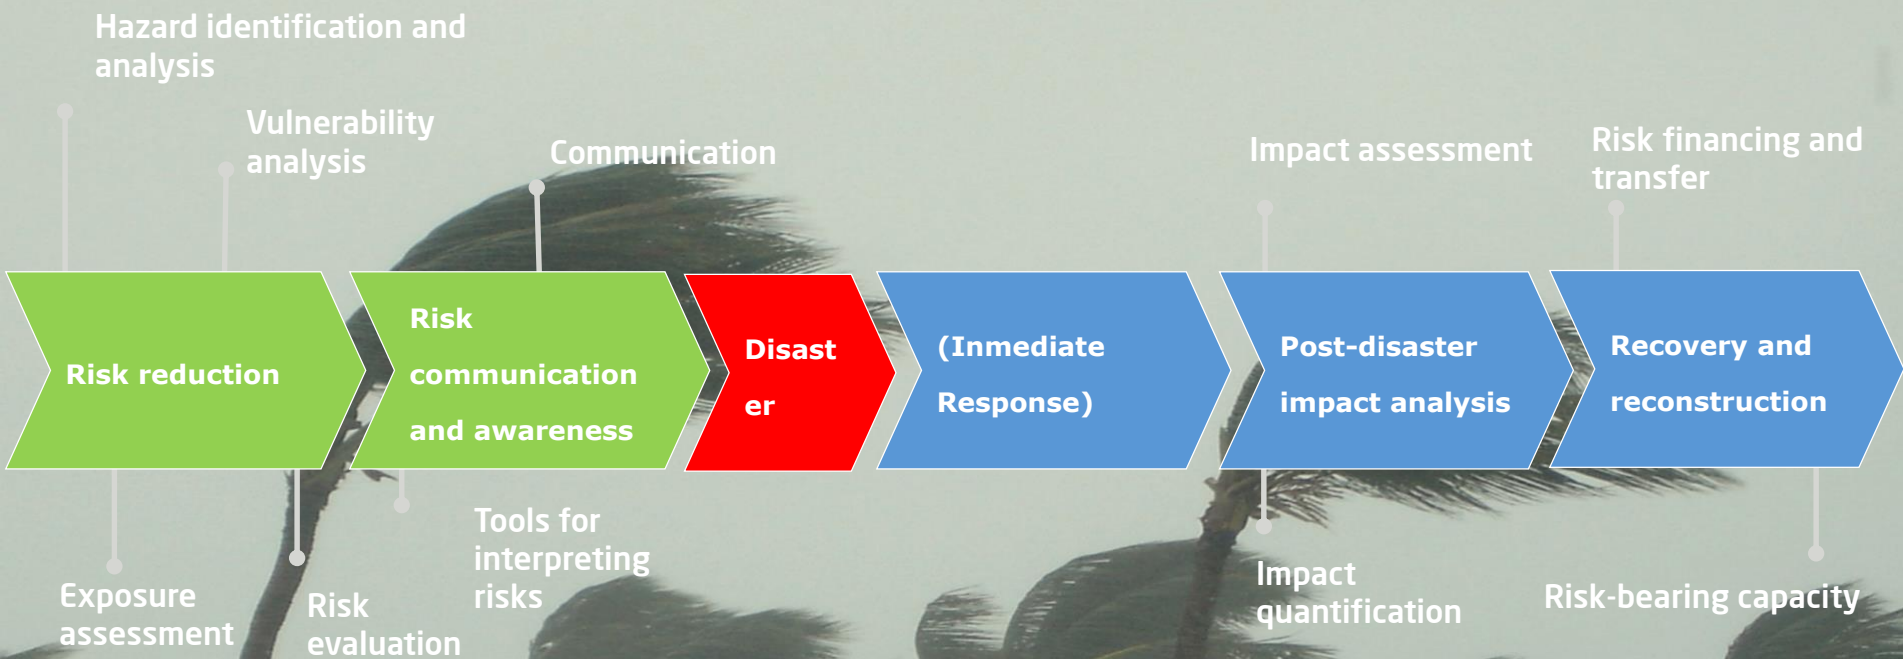 Hazard identification and
analysis
Vulnerability
analysis
Communication
Impact assessment
Risk financing and
transfer
Risk reduction
Risk
communication
and awareness
Disast
er
(Inmediate
Response)
Post-disaster
impact analysis
Recovery and
reconstruction
Exposure
assessment
Risk
evaluation
Tools for
interpreting
risks
Impact
quantification
Risk-bearing capacity